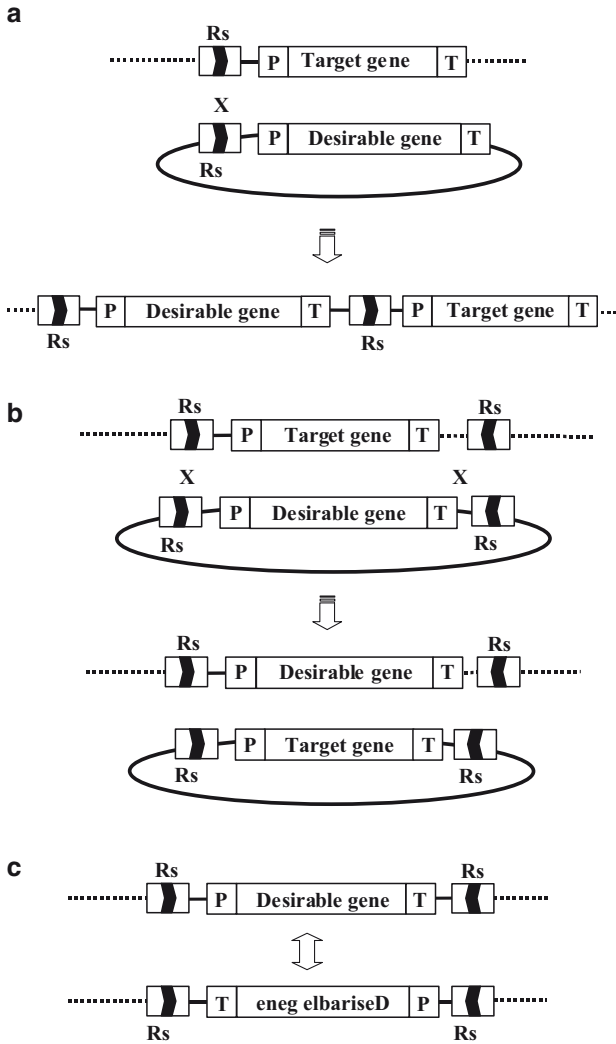 a
Rs
P Target gene T
X
P Desirable gene T
Rs
P Desirable gene T P Target gene T
Rs Rs
b
Rs Rs
P Target gene T
X X
P Desirable gene T
Rs Rs
Rs Rs
P Desirable gene T
P Target gene T
Rs Rs
c
Rs Rs
P Desirable gene T
T eneg elbariseD P
Rs Rs